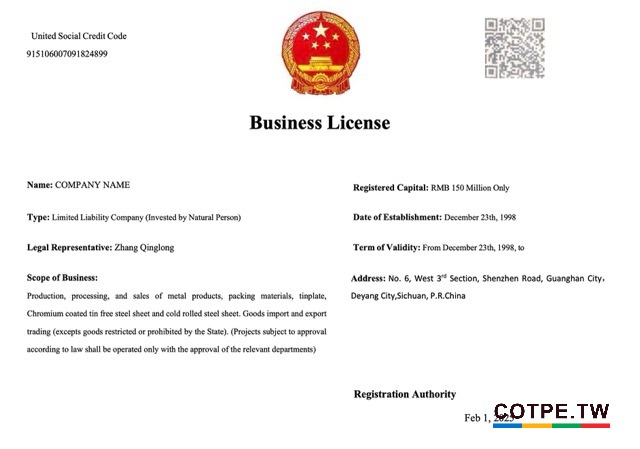 United Social Credit Code
915106007091824899
Business License
Name: COMPANY NAME
Type: Limited Liability Company (Invested by Natural Person)
Legal Representative: Zhang Qinglong
Scope of Business:
Production, processing, and sales of metal products, packing materials, tinplate,
Chromium coated tin free steel sheet and cold rolled steel sheet. Goods import and export
trading (excepts goods restricted or prohibited by the State). (Projects subject to approval
according to law shall be operated only with the approval of the relevant departments)
Registered Capital: RMB 150 Million Only
Date of Establishment: December 23th, 1998
Term of Validity: From December 23th, 1998, to
Address: No. 6, West 3rd Section, Shenzhen Road, Guanghan City,
Deyang City,Sichuan, P.R.China
Registration Authority
Feb 1,
COTPE.TW